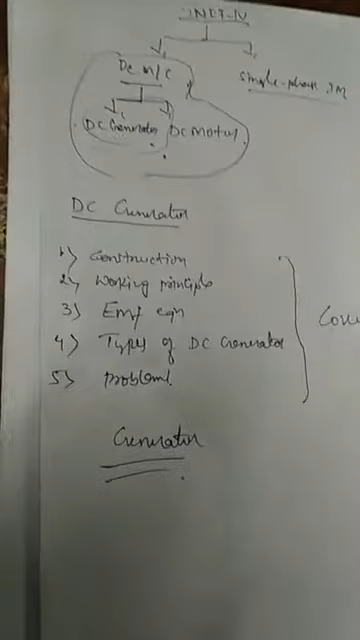 UNIT-IV
DC M/C
Single-phase IM
DC Generator DC Motor
DC Generator
1) Construction
2) Working principle
3) Emf eqn
4) Types of DC Generator
5) Problems
Generator